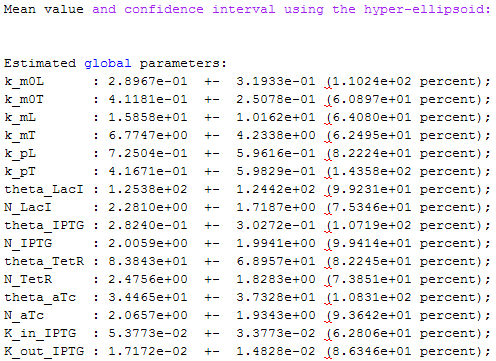 Mean value and confidence interval using the hyper-ellipsoid:
Estimated global parameters:
k_m0L : 2.8967e-01 +- 3.1933e-01 (1.1024e+02 percent);
k_m0T : 4.1181e-01 +- 2.5078e-01 (6.0897e+01 percent);
k_mL : 1.5858e+01 +- 1.0162e+01 (6.4080e+01 percent);
k_mT : 6.7747e+00 +- 4.2338e+00 (6.2495e+01 percent);
k_pL : 7.2504e-01 +- 5.9616e-01 (8.2224e+01 percent);
k_pT : 4.1671e-01 +- 5.9829e-01 (1.4358e+02 percent);
theta_LacI : 1.2538e+02 +- 1.2442e+02 (9.9231e+01 percent);
N_LacI : 2.2810e+00 +- 1.7187e+00 (7.5346e+01 percent);
theta_IPTG : 2.8240e-01 +- 3.0272e-01 (1.0719e+02 percent);
N_IPTG : 2.0059e+00 +- 1.9941e+00 (9.9414e+01 percent);
theta_TetR : 8.3843e+01 +- 6.8957e+01 (8.2245e+01 percent);
N_TetR : 2.4756e+00 +- 1.8283e+00 (7.3851e+01 percent);
theta_aTc : 3.4465e+01 +- 3.7328e+01 (1.0831e+02 percent);
N_aTc : 2.0657e+00 +- 1.9343e+00 (9.3642e+01 percent);
K_in_IPTG : 5.3773e-02 +- 3.3773e-02 (6.2806e+01 percent);
K_out_IPTG : 1.7172e-02 +- 1.4828e-02 (8.6346e+01 percent);